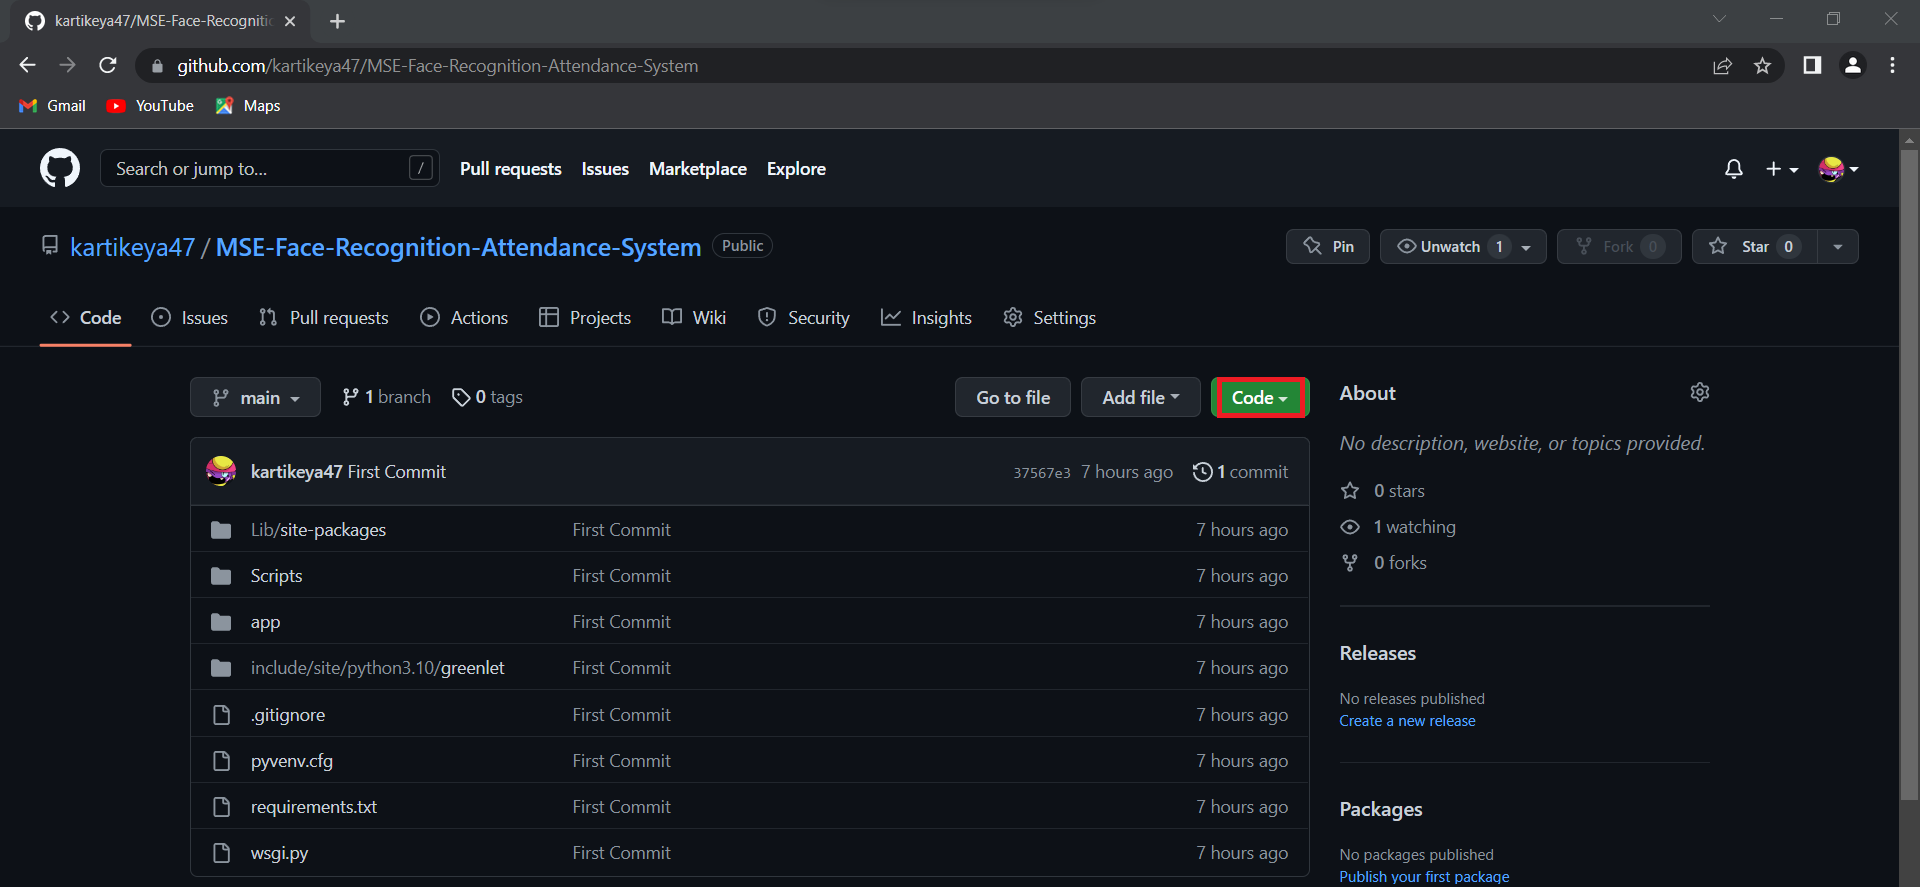 kartikeya47/MSE-Face-Recogniti
github.com/kartikeya47/MSE-Face-Recognition-Attendance-System
Gmail YouTube Maps
Search or jump to... / Pull requests Issues Marketplace Explore
kartikeya47 / MSE-Face-Recognition-Attendance-System Public Pin Unwatch 1 Fork 0 Star 0
Code Issues Pull requests Actions Projects Wiki Security Insights Settings
main 1 branch 0 tags Go to file Add file Code
kartikeya47 First Commit 37567e3 7 hours ago 1 commit
Lib/site-packages First Commit 7 hours ago
Scripts First Commit 7 hours ago
app First Commit 7 hours ago
include/site/python3.10/greenlet First Commit 7 hours ago
.gitignore First Commit 7 hours ago
pyvenv.cfg First Commit 7 hours ago
requirements.txt First Commit 7 hours ago
wsgi.py First Commit 7 hours ago
About
No description, website, or topics provided.
0 stars
1 watching
0 forks
Releases
No releases published
Create a new release
Packages
No packages published
Publish your first package